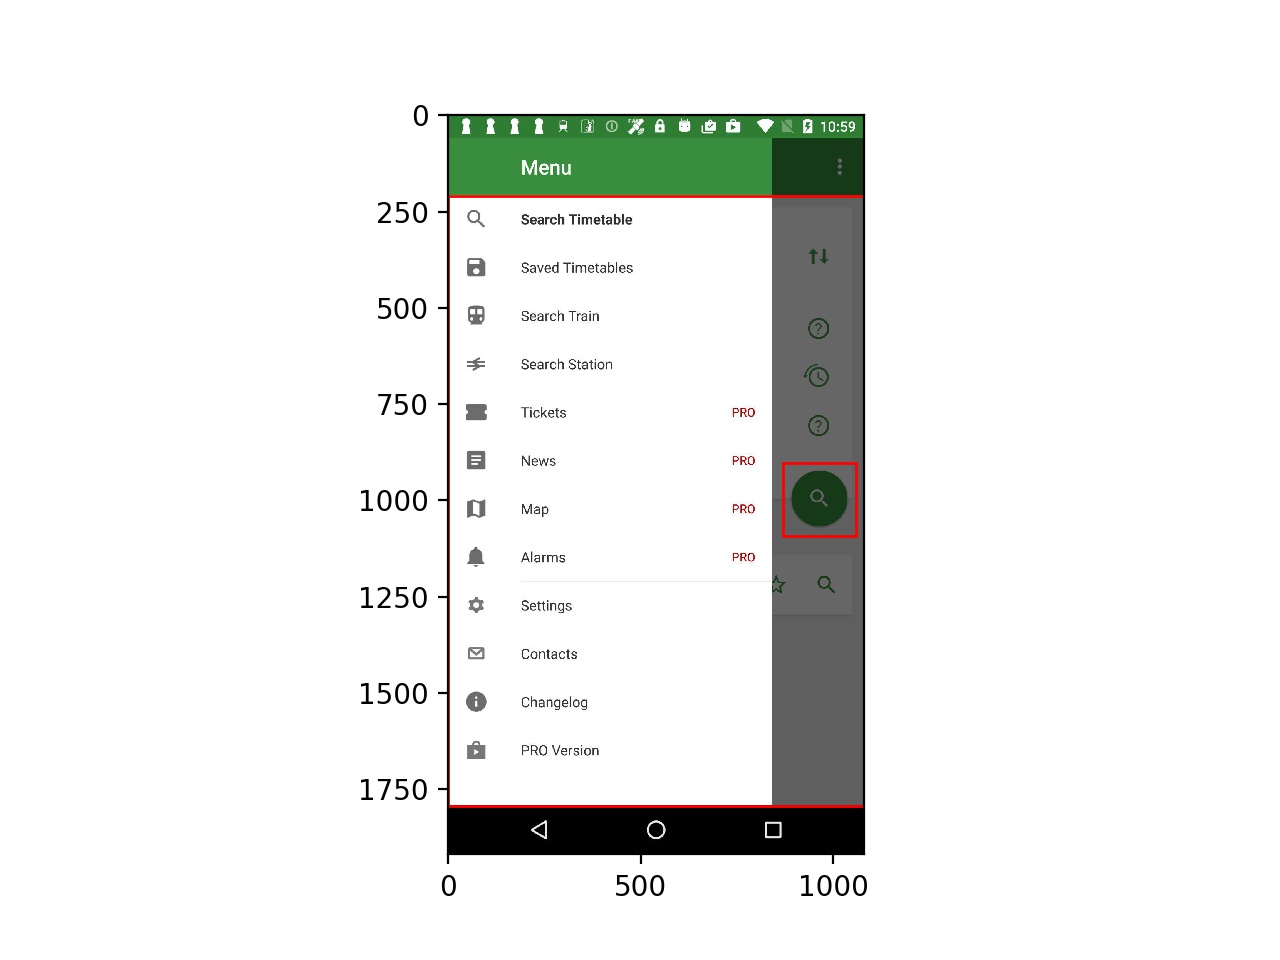 0
250
500
750
1000
1250
1500
1750
10:59
Menu
Search Timetable
Saved Timetables
Search Train
Search Station
Tickets PRO
News PRO
Map PRO
Alarms PRO
Settings
Contacts
Changelog
PRO Version
0 500 1000